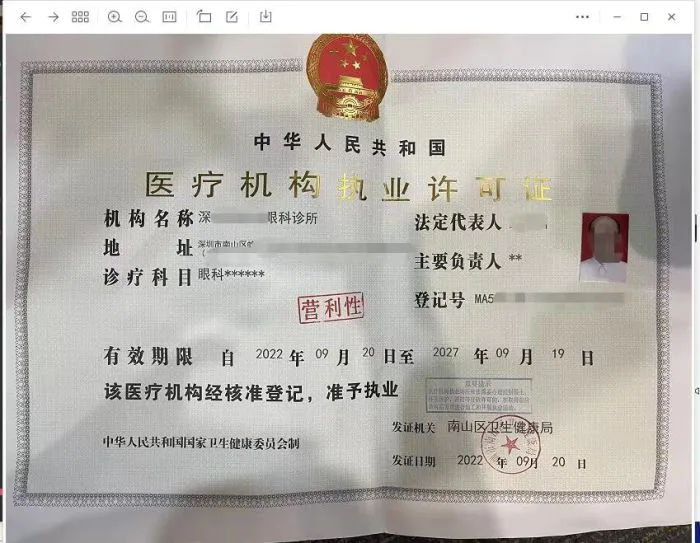 中华人民共和国
医疗机构执业许可证
机构名称 深 眼科诊所
法定代表人
地 址 深圳市南山区
主要负责人 **
诊疗科目 眼科******
登记号 MA5
营利性
有效期限 自 2022 年 09 月 20 日至 2027 年 09 月 19 日
该医疗机构经核准登记，准予执业
发证机关 南山区卫生健康局
中华人民共和国国家卫生健康委员会制
发证日期 2022 年 09月 20 日